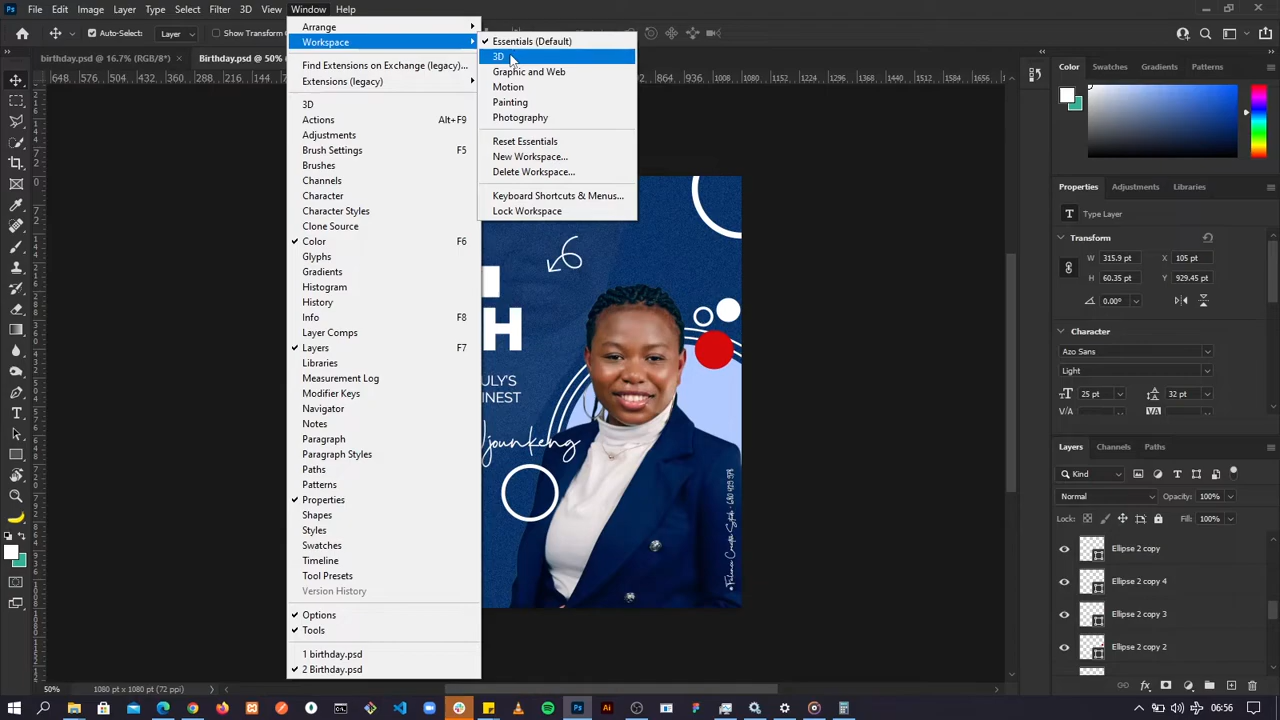 Ps File Edit Image Layer Type Select Filter 3D View Window Help
Auto-Select: Layer Show Transform
birthday.psd @ 16.7% (RGB/8*) × Birthday.psd @ 50%
Arrange
Workspace
Find Extensions on Exchange (legacy)...
Extensions (legacy)
3D
Actions Alt+F9
Adjustments
Brush Settings F5
Brushes
Channels
Character
Character Styles
Clone Source
Color F6
Glyphs
Gradients
Histogram
History
Info F8
Layer Comps
Layers F7
Libraries
Measurement Log
Modifier Keys
Navigator
Notes
Paragraph
Paragraph Styles
Paths
Patterns
Properties
Shapes
Styles
Swatches
Timeline
Tool Presets
Version History
Options
Tools
1 birthday.psd
2 Birthday.psd
Essentials (Default)
3D
Graphic and Web
Motion
Painting
Photography
Reset Essentials
New Workspace...
Delete Workspace...
Keyboard Shortcuts & Menus...
Lock Workspace
H
ULY'S
NEST
Djounkeng
Color Swatches Gradients Patterns
Properties Adjustments Libraries
T Type Layer
Transform
W 315.9 pt X 105 pt
H 60.35 pt Y 929.45 pt
0.00°
Character
Azo Sans
Light
25 pt 32 pt
V/A VA
Layers Channels Paths
Kind
Normal Opacity: 100%
Lock: Fill: 100%
Ellipse 2 copy
Ellipse 2 copy 4
Ellipse 2 copy 3
Ellipse 2 copy 2
50% 1080 pt x 1080 pt (72 ppi)
06:56